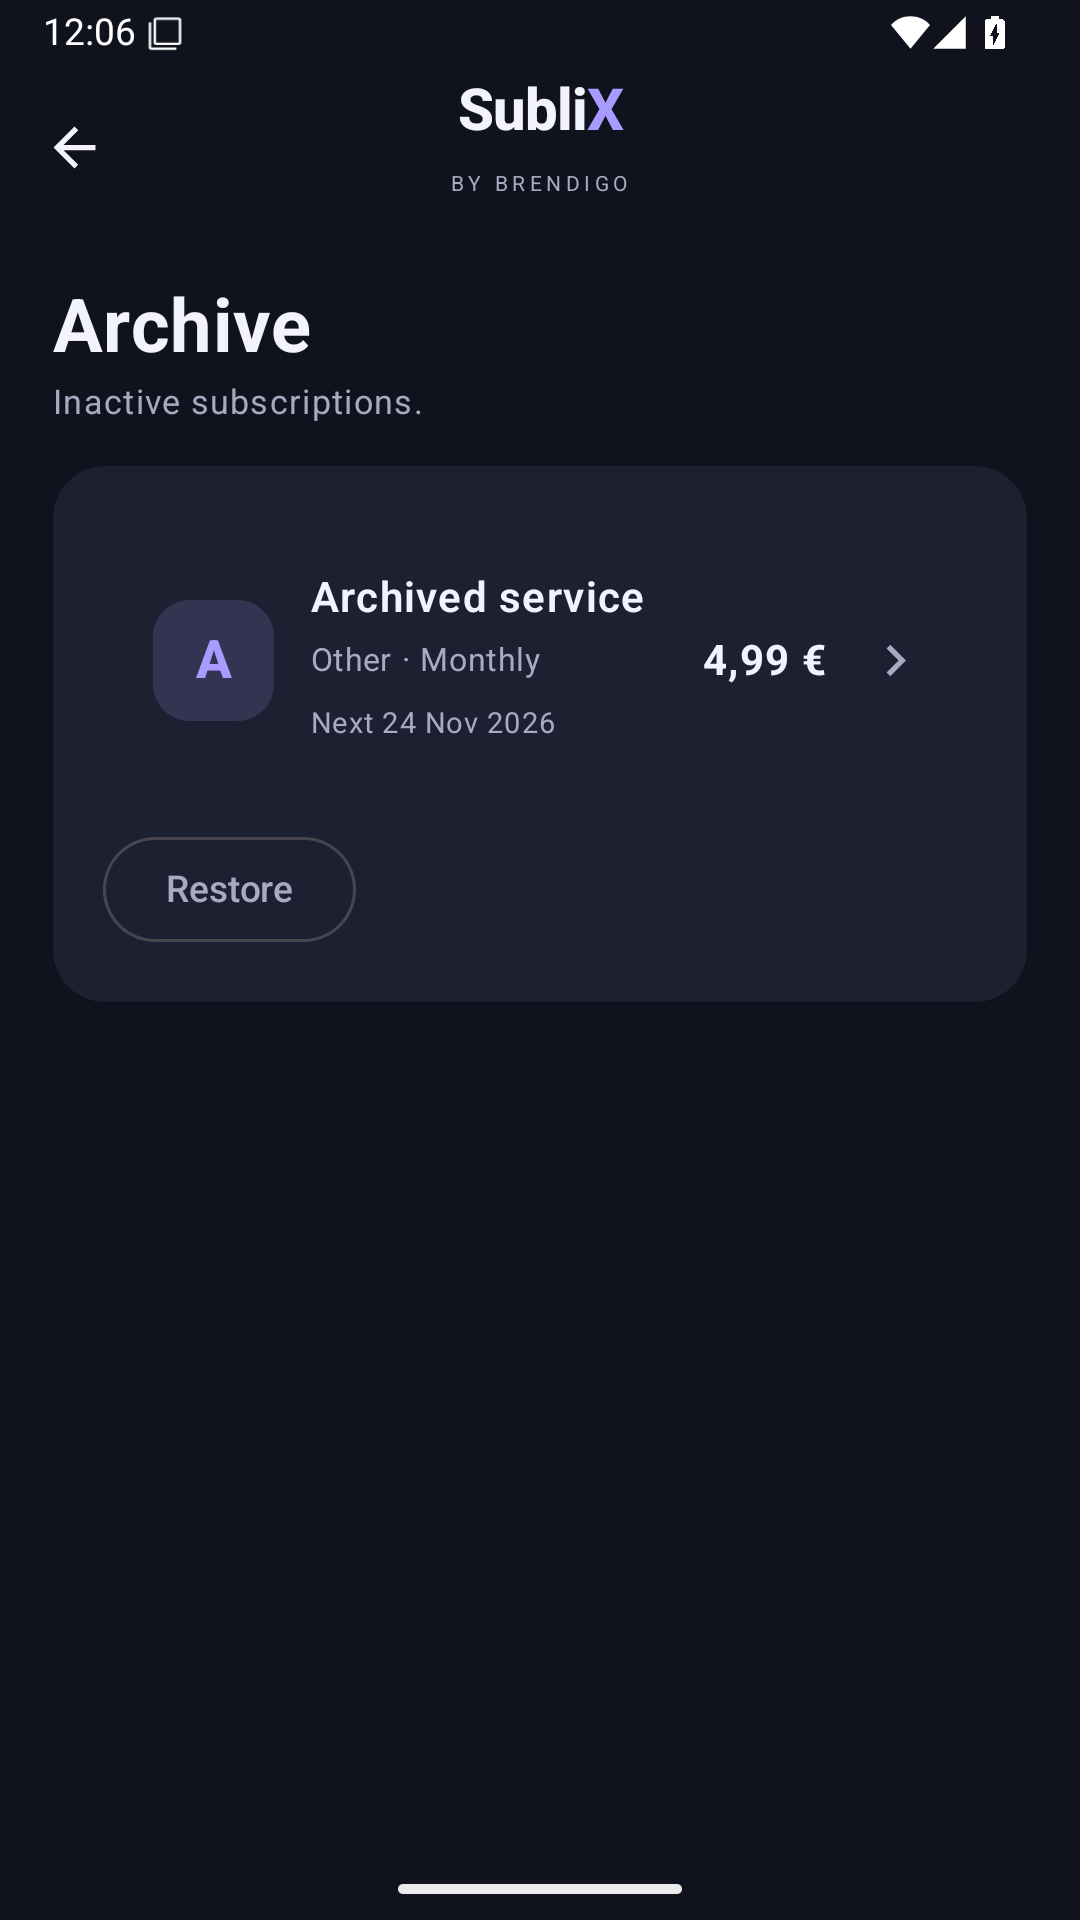 12:06
SubliX
BY BRENDIGO
Archive
Inactive subscriptions.
Archived service
A
Other · Monthly
4,99 €
Next 24 Nov 2026
Restore